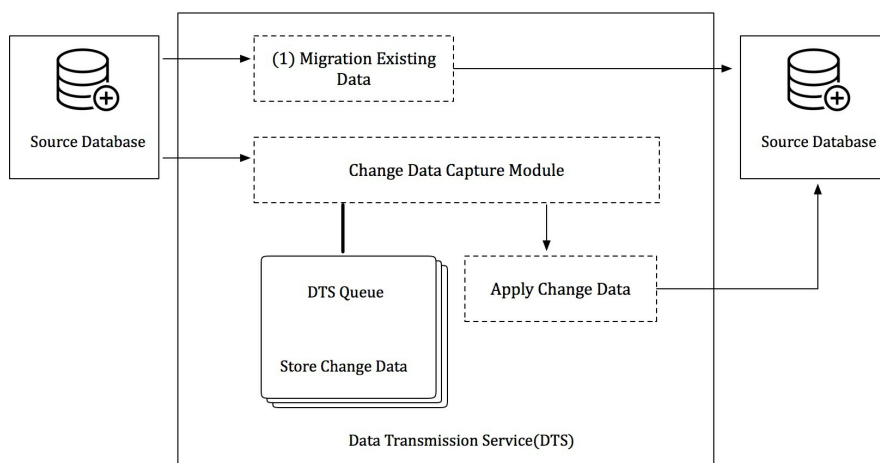 (1) Migration Existing
Data
Source Database
Source Database
Change Data Capture Module
DTS Queue
Apply Change Data
Store Change Data
Data Transmission Service(DTS)